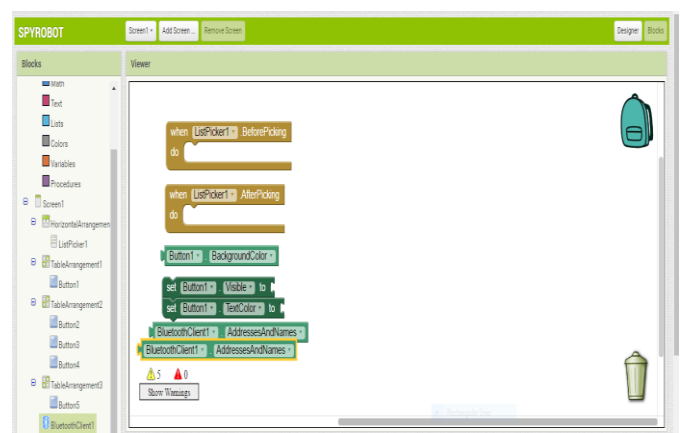 SPYROBOT
Screen1 Add Screen ... Remove Screen
Designer Blocks
Blocks
Viewer
Math
Text
Lists
Colors
Variables
Procedures
Screen1
HorizontalArrangemen
ListPicker1
TableArrangement1
Button1
TableArrangement2
Button2
Button3
Button4
TableArrangement3
Button5
BluetoothClient1
when ListPicker1 .BeforePicking
do
when ListPicker1 .AfterPicking
do
Button1 . BackgroundColor
set Button1 . Visible to
set Button1 . TextColor to
BluetoothClient1 . AddressesAndNames
BluetoothClient1 . AddressesAndNames
5 0
Show Warnings